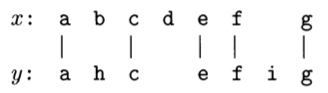 x: a b c d e f g
| | | | |
y: a h c e f i g